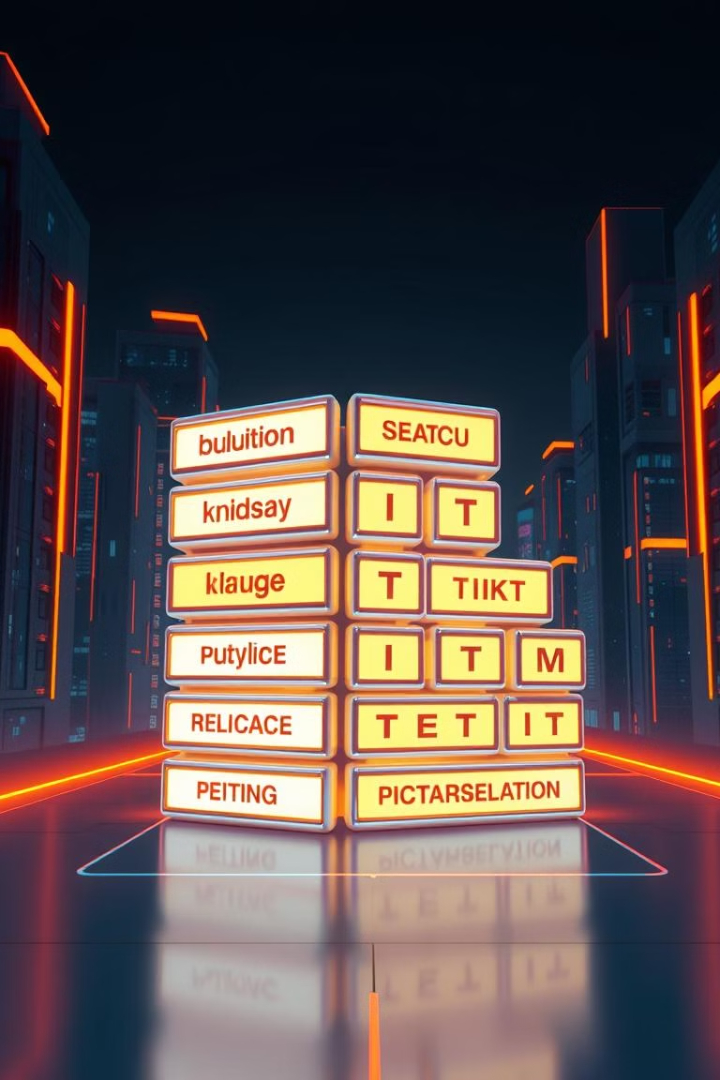 buluition SEATCU
knidsay I T
klauge T TIIKT
PutylicE I T M
RELICACE TET IT
PEITING PICTARSELATION